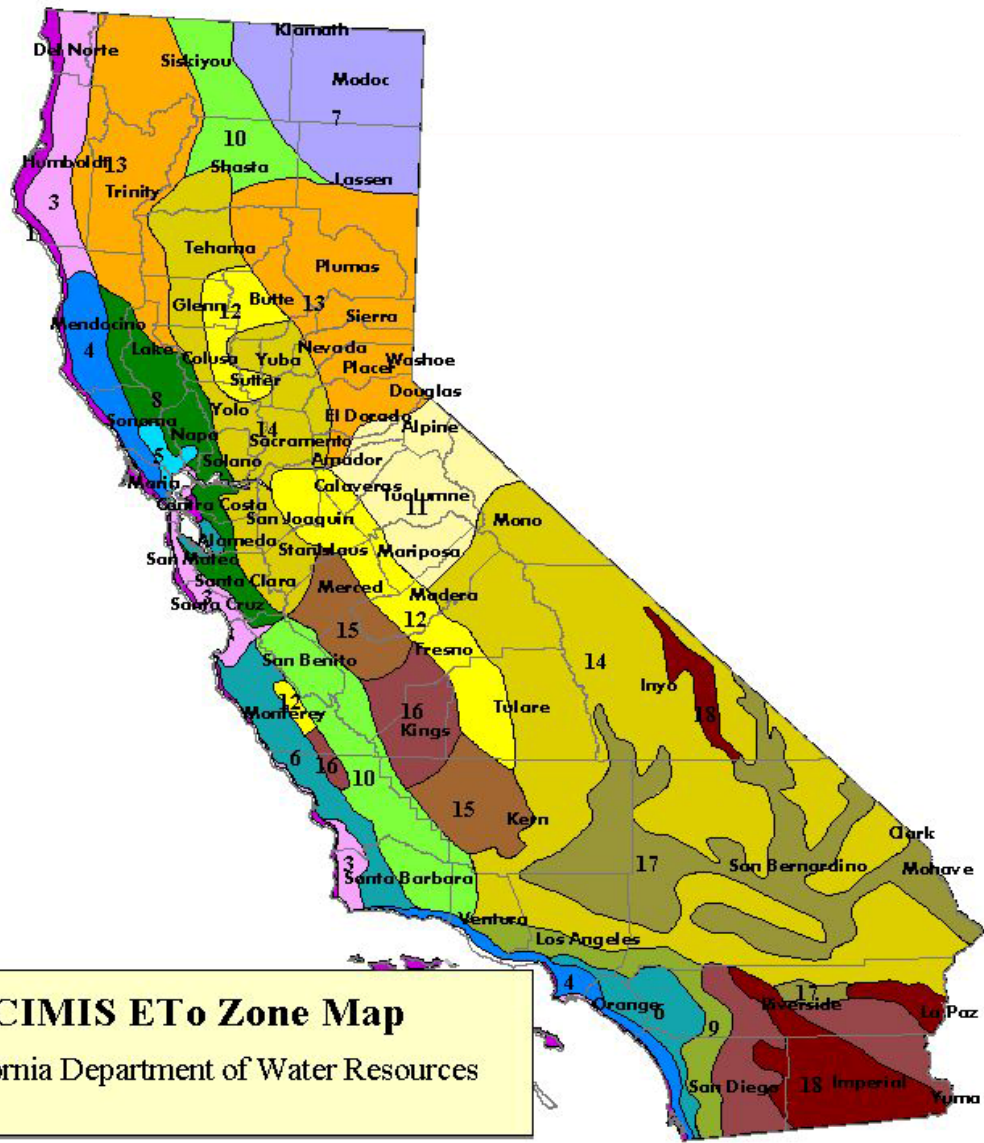 Klamath
Del Norte
Siskiyou
Modoc
7
10
Humboldt
13
Shasta
Lassen
Trinity
3
1
Tehama
Plumas
Glenn
12
Butte
13
Sierra
Mendocino
4
Lake
Colusa
Yuba
Nevada
Washoe
Placer
Sutter
Douglas
8
Yolo
El Dorado
Sonoma
Napa
14
Sacramento
Alpine
5
Solano
Amador
Marin
Calaveras
Tuolumne
11
Contra Costa
San Joaquin
Mono
Alameda
Stanislaus
Mariposa
San Mateo
Santa Clara
Merced
Madera
3
Santa Cruz
15
12
Fresno
San Benito
14
Inyo
12
Monterey
16
Kings
Tulare
18
6
16
10
15
Kern
Clark
3
Santa Barbara
17
San Bernardino
Mohave
Ventura
Los Angeles
4
Orange
6
9
17
Riverside
La Paz
San Diego
18
Imperial
Yuma
CIMIS ETo Zone Map
ornia Department of Water Resources